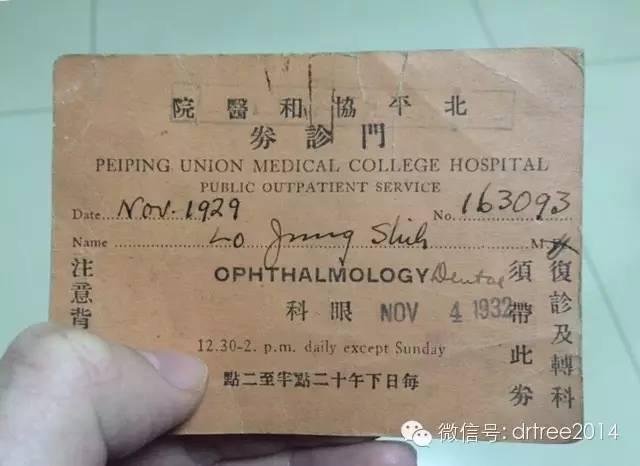 北平協和醫院
門診券
PEIPING UNION MEDICAL COLLEGE HOSPITAL
PUBLIC OUTPATIENT SERVICE
Date Nov. 1929 No. 163093
Name Lo Jung Shih M
OPHTHALMOLOGY Dental
眼科 NOV 4 1932
12.30-2. p.m. daily except Sunday
每日下午十二點半至二點
復診及轉科
須帶此券
注意背
微信号: drtree2014